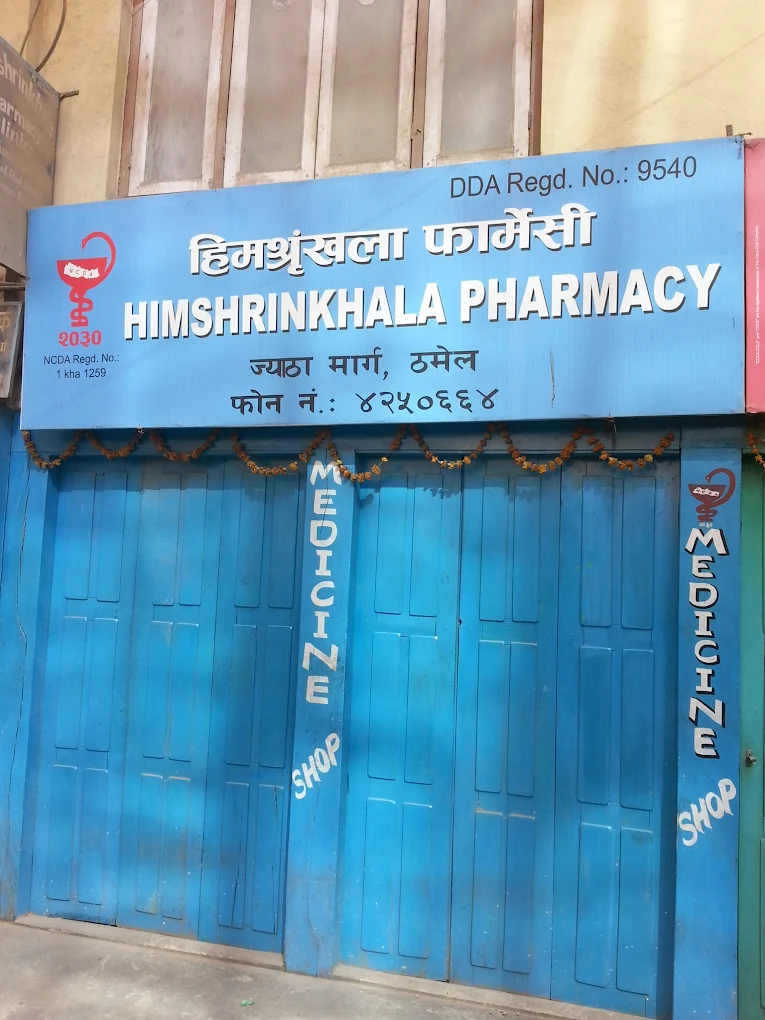 DDA Regd. No.: 9540
हिमश्रृंखला फार्मेसी
HIMSHRINKHALA PHARMACY
२०३०
NCDA Regd. No.:
1 kha 1259
ज्याठा मार्ग, ठमेल
फोन नं.: ४२५०६६४
MEDICINE
SHOP
MEDICINE
SHOP